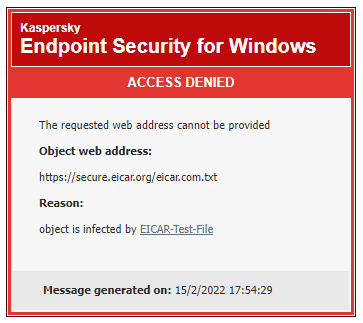 Kaspersky
Endpoint Security for Windows
ACCESS DENIED
The requested web address cannot be provided
Object web address:
https://secure.eicar.org/eicar.com.txt
Reason:
object is infected by EICAR-Test-File
Message generated on: 15/2/2022 17:54:29